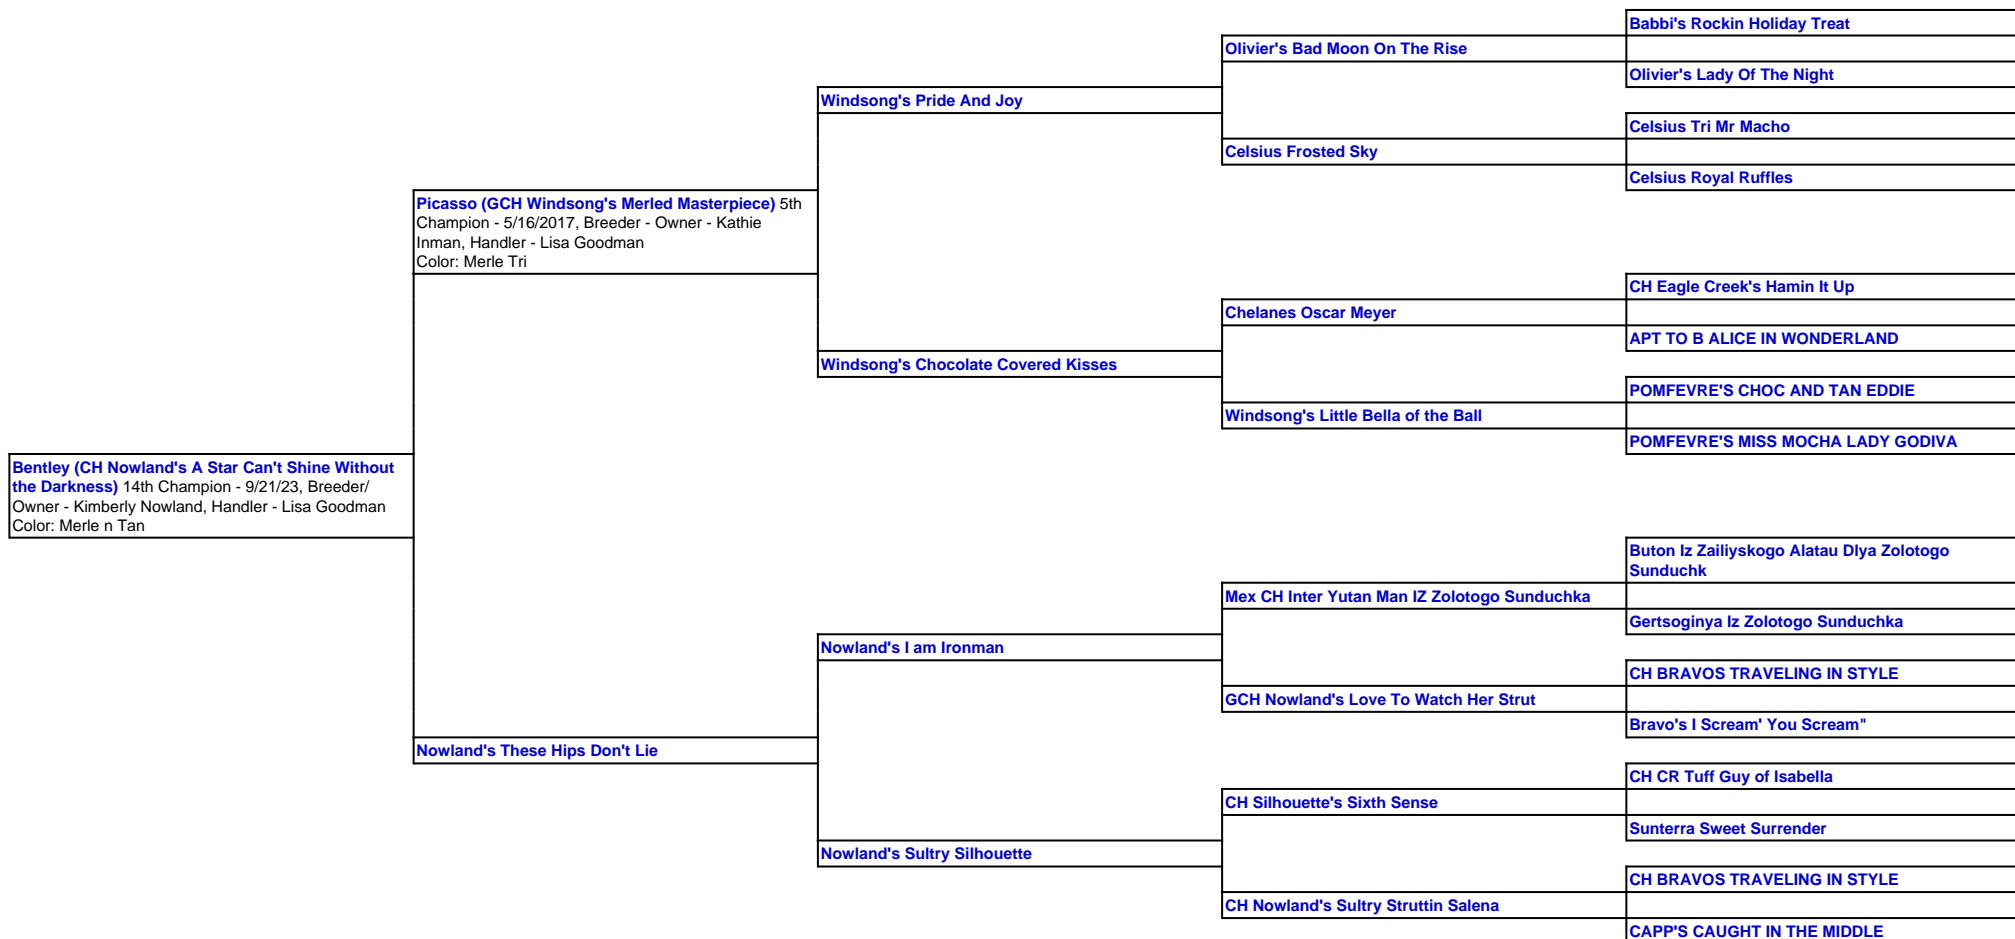 Babbi's Rockin Holiday Treat
Olivier's Bad Moon On The Rise
Olivier's Lady Of The Night
Windsong's Pride And Joy
Celsius Tri Mr Macho
Celsius Frosted Sky
Celsius Royal Ruffles
Picasso (GCH Windsong's Merled Masterpiece) 5th
Champion - 5/16/2017, Breeder - Owner - Kathie
Inman, Handler - Lisa Goodman
Color: Merle Tri
CH Eagle Creek's Hamin It Up
Chelanes Oscar Meyer
APT TO B ALICE IN WONDERLAND
Windsong's Chocolate Covered Kisses
POMFEVRE'S CHOC AND TAN EDDIE
Windsong's Little Bella of the Ball
POMFEVRE'S MISS MOCHA LADY GODIVA
Bentley (CH Nowland's A Star Can't Shine Without
the Darkness) 14th Champion - 9/21/23, Breeder/
Owner - Kimberly Nowland, Handler - Lisa Goodman
Color: Merle n Tan
Buton Iz Zailiyskogo Alatau Dlya Zolotogo
Sunduchk
Mex CH Inter Yutan Man IZ Zolotogo Sunduchka
Gertsoginya Iz Zolotogo Sunduchka
Nowland's I am Ironman
CH BRAVOS TRAVELING IN STYLE
GCH Nowland's Love To Watch Her Strut
Bravo's I Scream' You Scream"
Nowland's These Hips Don't Lie
CH CR Tuff Guy of Isabella
CH Silhouette's Sixth Sense
Sunterra Sweet Surrender
Nowland's Sultry Silhouette
CH BRAVOS TRAVELING IN STYLE
CH Nowland's Sultry Struttin Salena
CAPP'S CAUGHT IN THE MIDDLE